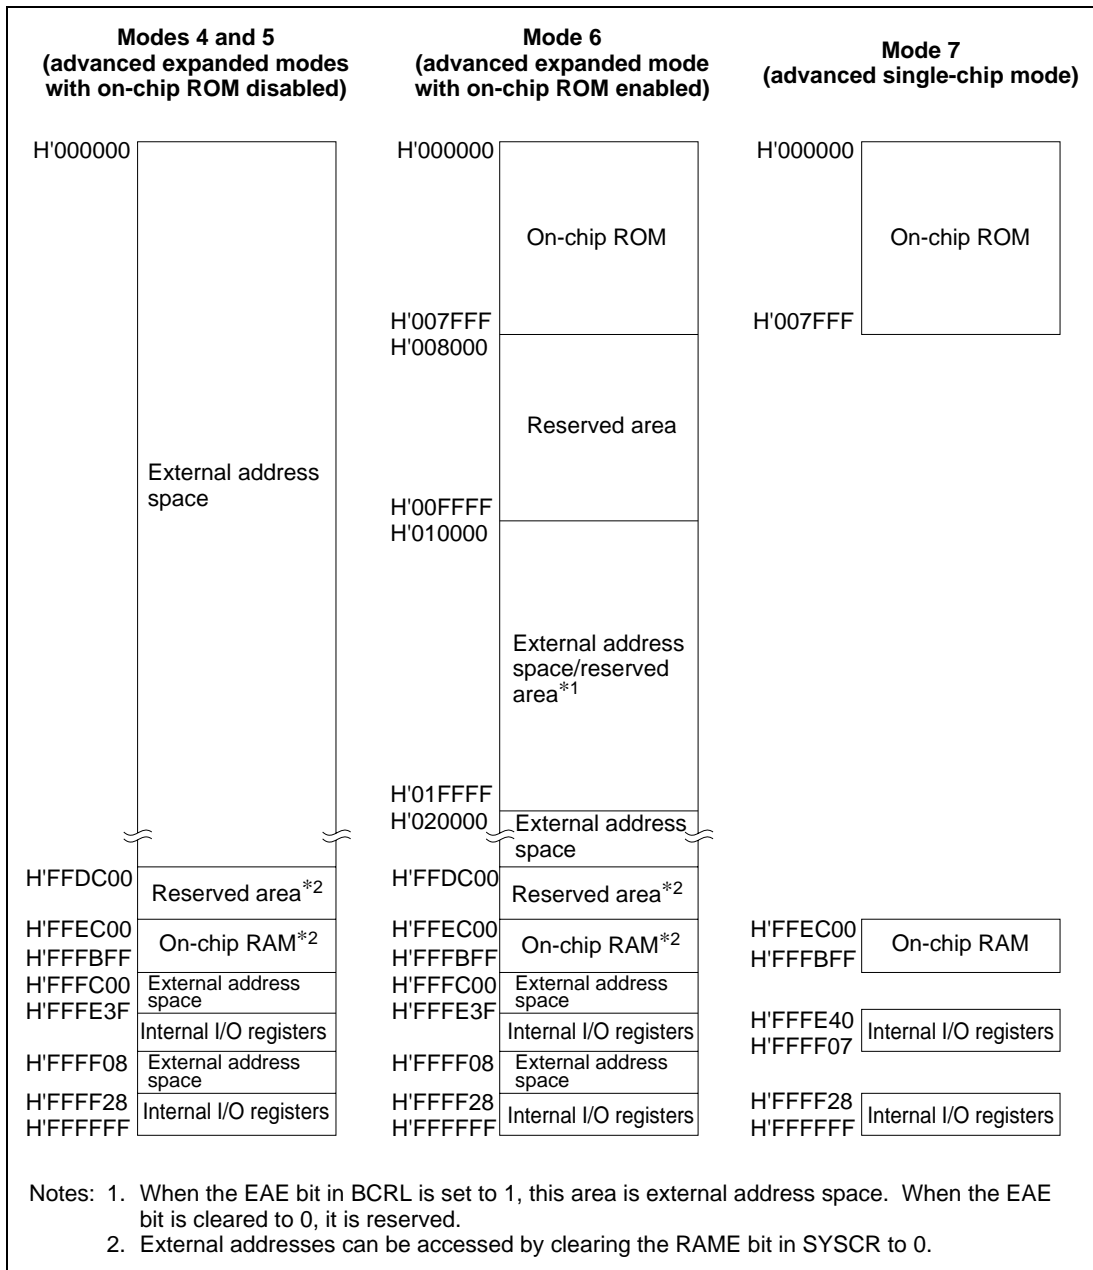 Modes 4 and 5
(advanced expanded modes
with on-chip ROM disabled)
H'000000
External address
space
H'FFDC00
Reserved area*2
H'FFEC00
On-chip RAM*2
H'FFFBFF
H'FFFC00
External address
space
H'FFFE3F
Internal I/O registers
H'FFFF08
External address
space
H'FFFF28
Internal I/O registers
H'FFFFFF
Mode 6
(advanced expanded mode
with on-chip ROM enabled)
H'000000
On-chip ROM
H'007FFF
H'008000
Reserved area
H'00FFFF
H'010000
External address
space/reserved
area*1
H'01FFFF
H'020000
External address
space
H'FFDC00
Reserved area*2
H'FFEC00
On-chip RAM*2
H'FFFBFF
H'FFFC00
External address
space
H'FFFE3F
Internal I/O registers
H'FFFF08
External address
space
H'FFFF28
Internal I/O registers
H'FFFFFF
Mode 7
(advanced single-chip mode)
H'000000
On-chip ROM
H'007FFF
H'FFEC00
On-chip RAM
H'FFFBFF
H'FFFE40
Internal I/O registers
H'FFFF07
H'FFFF28
Internal I/O registers
H'FFFFFF
Notes: 1. When the EAE bit in BCRL is set to 1, this area is external address space. When the EAE
bit is cleared to 0, it is reserved.
2. External addresses can be accessed by clearing the RAME bit in SYSCR to 0.